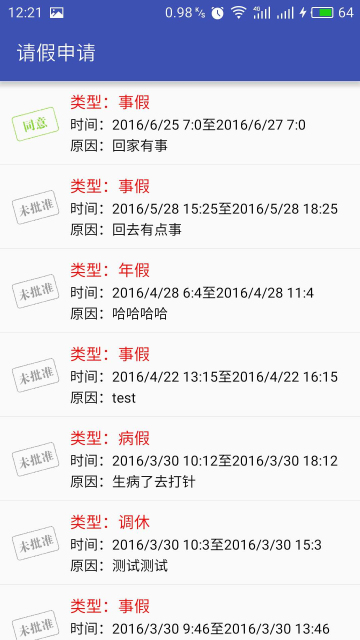 12:21
0.98 K/s
4G
64
请假申请
同意
类型：事假
时间：2016/6/25 7:0至2016/6/27 7:0
原因：回家有事
未批准
类型：事假
时间：2016/5/28 15:25至2016/5/28 18:25
原因：回去有点事
未批准
类型：年假
时间：2016/4/28 6:4至2016/4/28 11:4
原因：哈哈哈哈
未批准
类型：事假
时间：2016/4/22 13:15至2016/4/22 16:15
原因：test
未批准
类型：病假
时间：2016/3/30 10:12至2016/3/30 18:12
原因：生病了去打针
未批准
类型：调休
时间：2016/3/30 10:3至2016/3/30 15:3
原因：测试测试
未批准
类型：事假
时间：2016/3/30 9:46至2016/3/30 13:46